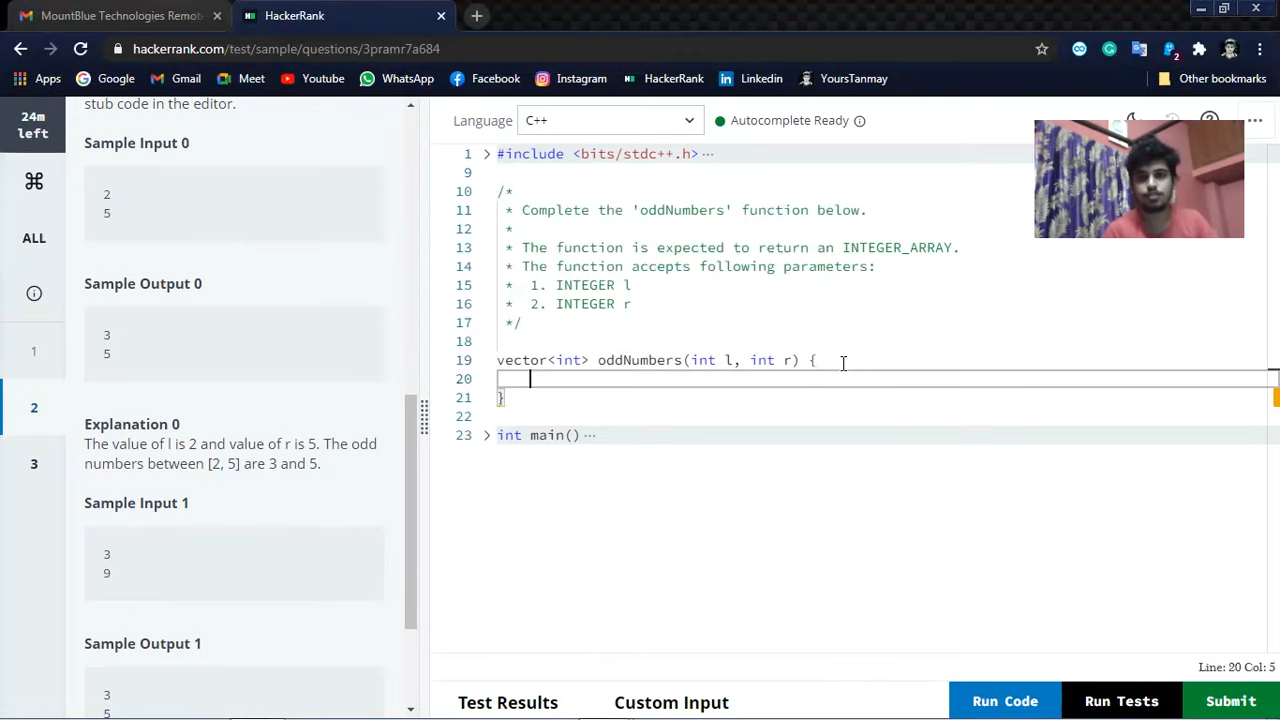 MountBlue Technologies Remot
HackerRank
hackerrank.com/test/sample/questions/3pramr7a684
2
Apps
Google
Gmail
Meet
Youtube
WhatsApp
Facebook
Instagram
HackerRank
Linkedin
YoursTanmay
Other bookmarks
24m
left
ALL
1
2
3
stub code in the editor.
Sample Input 0
2
5
Sample Output 0
3
5
Explanation 0
The value of l is 2 and value of r is 5. The odd
numbers between [2, 5] are 3 and 5.
Sample Input 1
3
9
Sample Output 1
3
5
Language
C++
Autocomplete Ready
1 #include <bits/stdc++.h> ...
9
10 /*
11 * Complete the 'oddNumbers' function below.
12 *
13 * The function is expected to return an INTEGER_ARRAY.
14 * The function accepts following parameters:
15 * 1. INTEGER l
16 * 2. INTEGER r
17 */
18
19 vector<int> oddNumbers(int l, int r) {
20
21 }
22
23 int main() ...
Line: 20 Col: 5
Test Results
Custom Input
Run Code
Run Tests
Submit